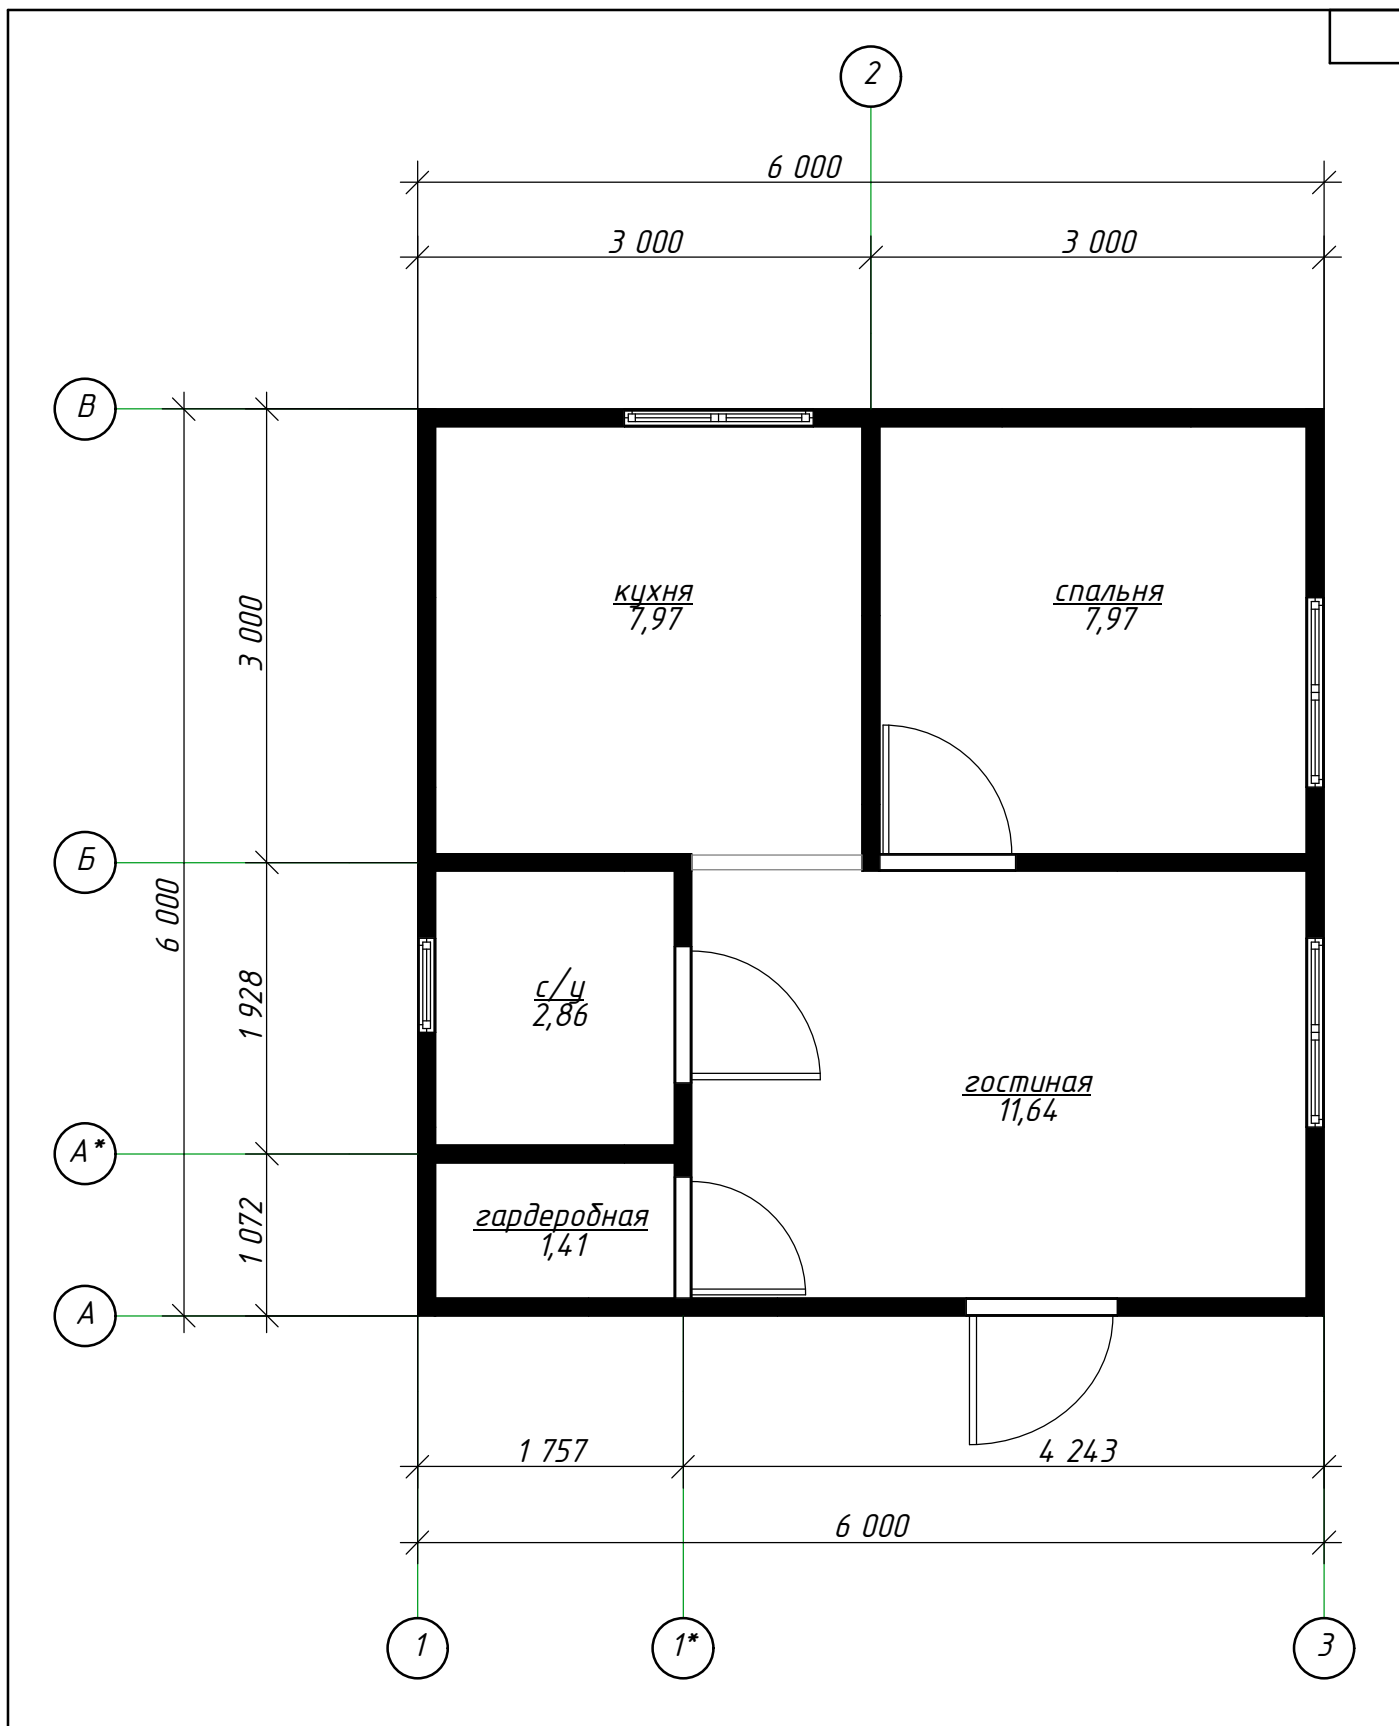 2
6 000
3 000
3 000
В
кухня
7,97
спальня
7,97
3 000
Б
6 000
1 928
с/у
2,86
гостиная
11,64
А*
1 072
гардеробная
1,41
А
1 757
4 243
6 000
1
1*
3